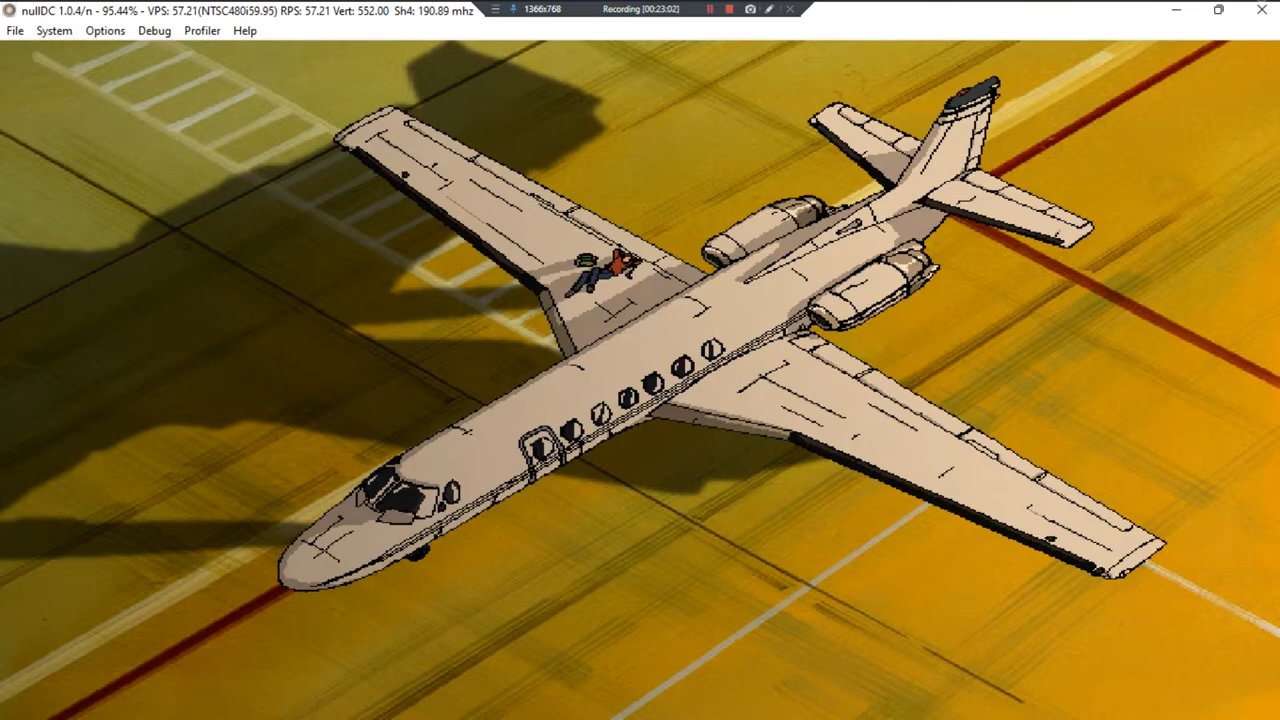 nullDC 1.0.4/n - 95.44% - VPS: 57.21(NTSC480i59.95) RPS: 57.21 Vert: 552.00 Sh4: 190.89 mhz
1366x768 Recording [00:23:02]
File System Options Debug Profiler Help